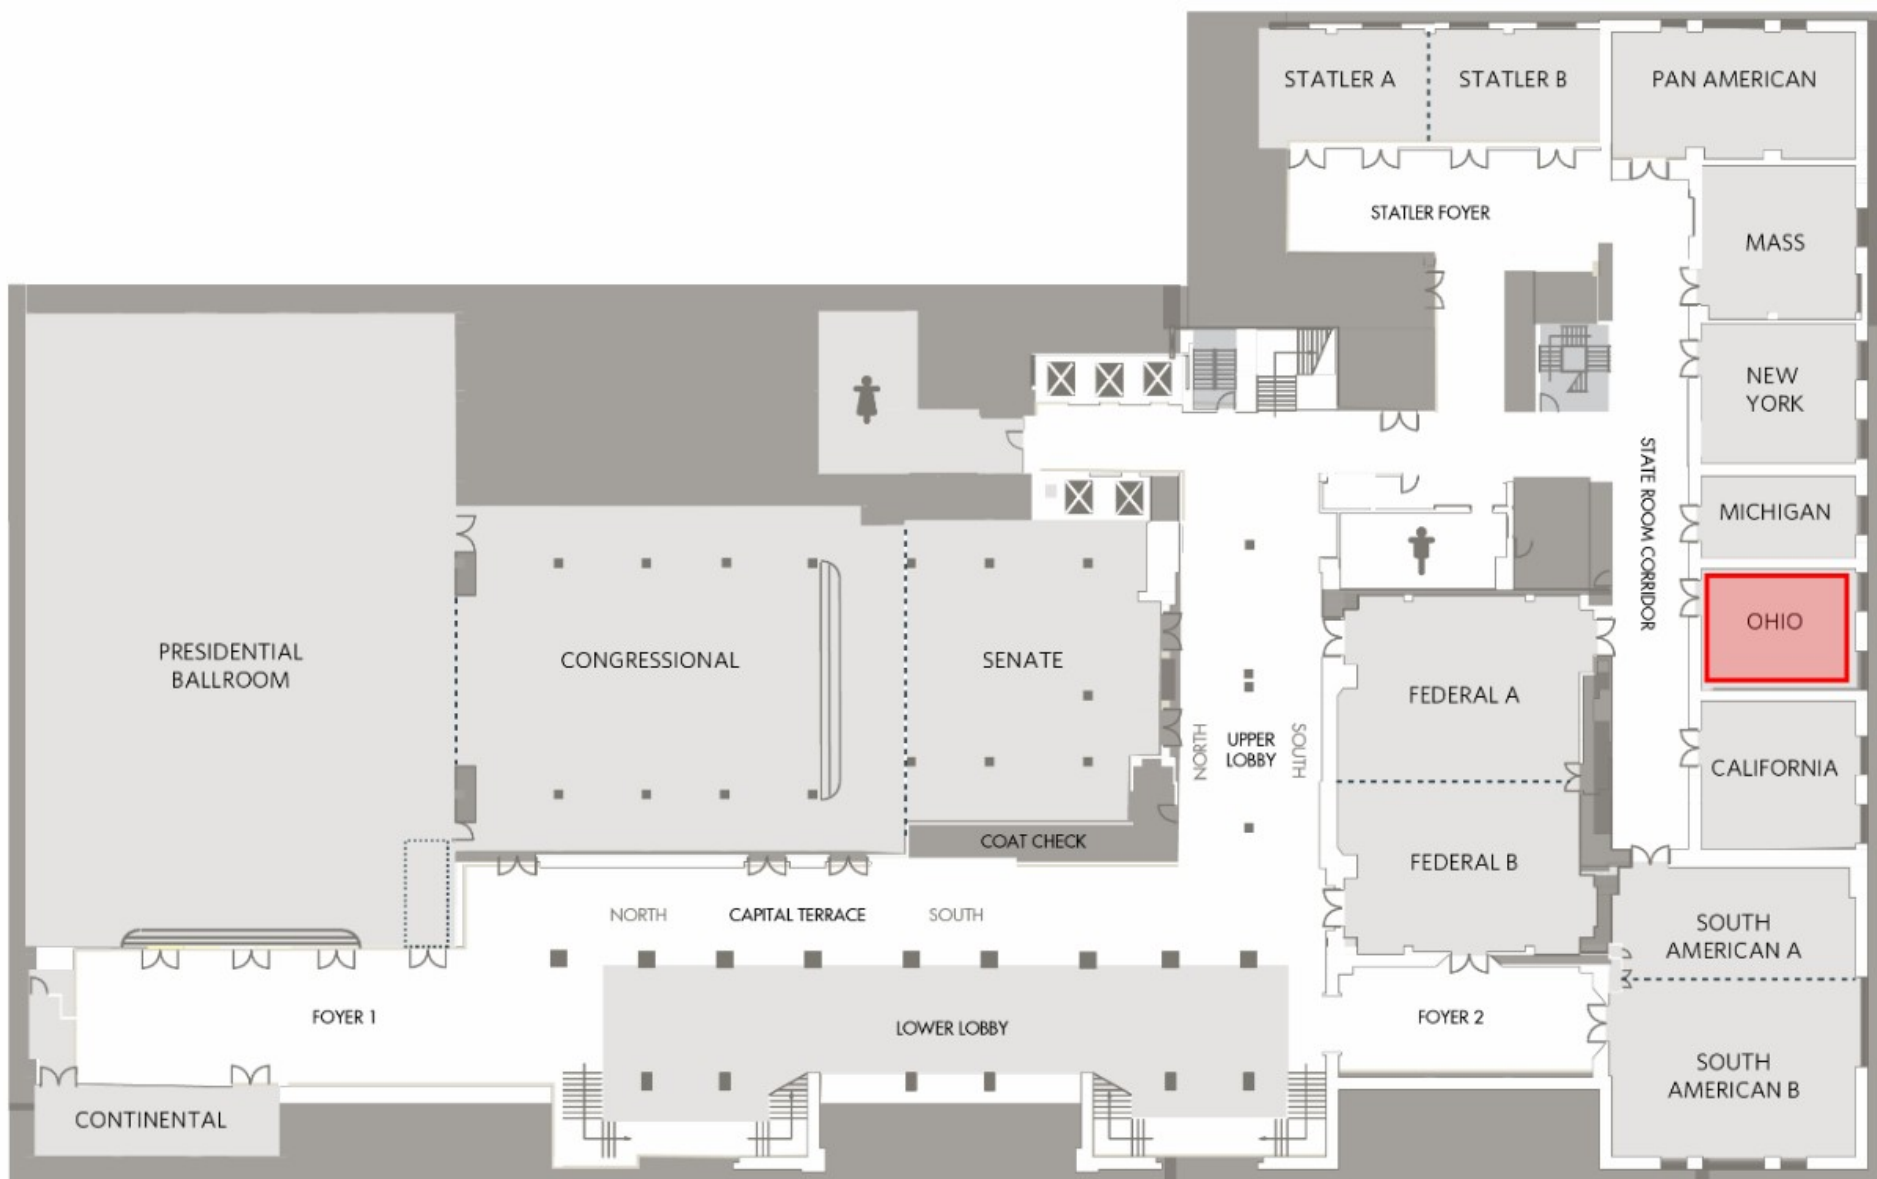 STATLER A
STATLER B
PAN AMERICAN
STATLER FOYER
MASS
NEW
YORK
STATE ROOM CORRIDOR
MICHIGAN
OHIO
PRESIDENTIAL
BALLROOM
CONGRESSIONAL
SENATE
FEDERAL A
NORTH
UPPER
LOBBY
SOUTH
CALIFORNIA
COAT CHECK
FEDERAL B
NORTH
CAPITAL TERRACE
SOUTH
SOUTH
AMERICAN A
FOYER 1
LOWER LOBBY
FOYER 2
SOUTH
AMERICAN B
CONTINENTAL